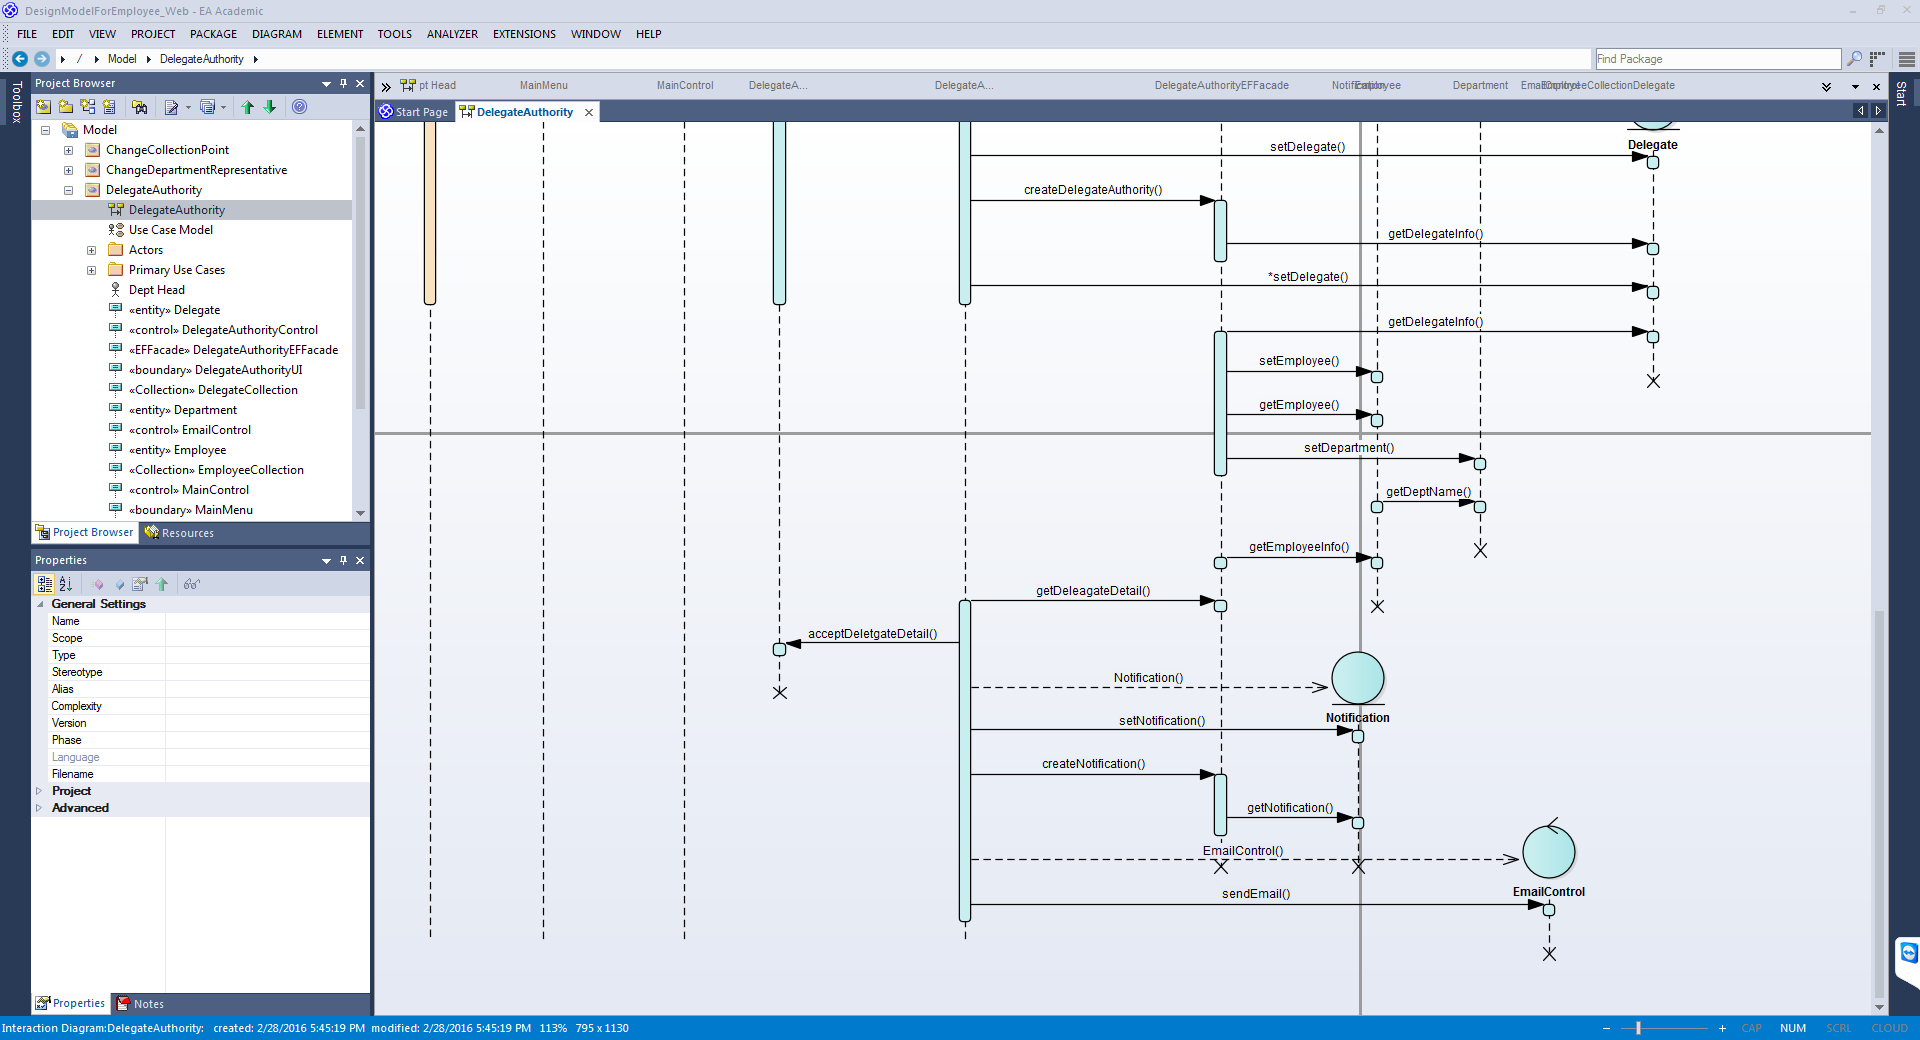 DesignModelForEmployee_Web - EA Academic
FILE EDIT VIEW PROJECT PACKAGE DIAGRAM ELEMENT TOOLS ANALYZER EXTENSIONS WINDOW HELP
/ Model DelegateAuthority
Find Package
Toolbox
Project Browser
Model
ChangeCollectionPoint
ChangeDepartmentRepresentative
DelegateAuthority
DelegateAuthority
Use Case Model
Actors
Primary Use Cases
Dept Head
«entity» Delegate
«control» DelegateAuthorityControl
«EFFacade» DelegateAuthorityEFFacade
«boundary» DelegateAuthorityUI
«Collection» DelegateCollection
«entity» Department
«control» EmailControl
«entity» Employee
«Collection» EmployeeCollection
«control» MainControl
«boundary» MainMenu
Project Browser Resources
Properties
General Settings
Name
Scope
Type
Stereotype
Alias
Complexity
Version
Phase
Language
Filename
Project
Advanced
Properties Notes
pt Head MainMenu MainControl DelegateA... DelegateA... DelegateAuthorityEFFacade Department
Start Page DelegateAuthority
Start
Delegate
setDelegate()
createDelegateAuthority()
getDelegateInfo()
*setDelegate()
getDelegateInfo()
setEmployee()
getEmployee()
setDepartment()
getDeptName()
getEmployeeInfo()
getDeleagateDetail()
acceptDeletgateDetail()
Notification()
Notification
setNotification()
createNotification()
getNotification()
EmailControl()
EmailControl
sendEmail()
Interaction Diagram:DelegateAuthority: created: 2/28/2016 5:45:19 PM modified: 2/28/2016 5:45:19 PM 113% 795 x 1130
CAP NUM SCRL CLOUD